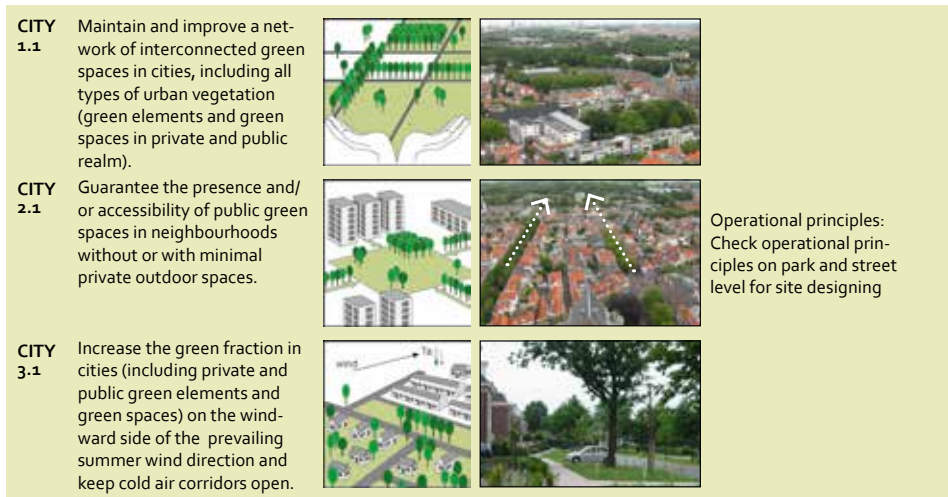 CITY 1.1
Maintain and improve a net-
work of interconnected green
spaces in cities, including all
types of urban vegetation
(green elements and green
spaces in private and public
realm).
CITY 2.1
Guarantee the presence and/
or accessibility of public green
spaces in neighbourhoods
without or with minimal
private outdoor spaces.
Operational principles:
Check operational prin-
ciples on park and street
level for site designing
CITY 3.1
Increase the green fraction in
cities (including private and
public green elements and
green spaces) on the wind-
ward side of the prevailing
summer wind direction and
keep cold air corridors open.
wind
Ta